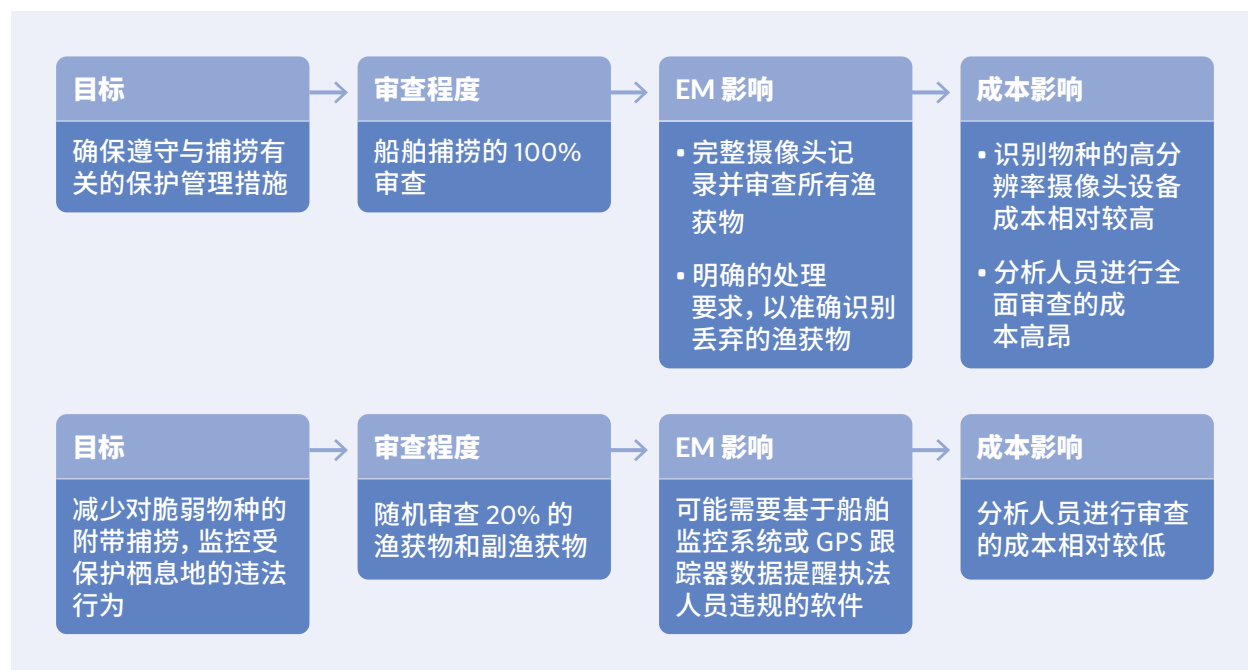 目标
确保遵守与捕捞有
关的保护管理措施
审查程度
船舶捕捞的 100%
审查
EM 影响
▪ 完整摄像头记
录并审查所有渔
获物
▪ 明确的处理
要求，以准确识别
丢弃的渔获物
成本影响
▪ 识别物种的高分
辨率摄像头设备
成本相对较高
▪ 分析人员进行全
面审查的成
本高昂
目标
减少对脆弱物种的
附带捕捞，监控受
保护栖息地的违法
行为
审查程度
随机审查 20% 的
渔获物和副渔获物
EM 影响
可能需要基于船舶
监控系统或 GPS 跟
踪器数据提醒执法
人员违规的软件
成本影响
分析人员进行审查
的成本相对较低